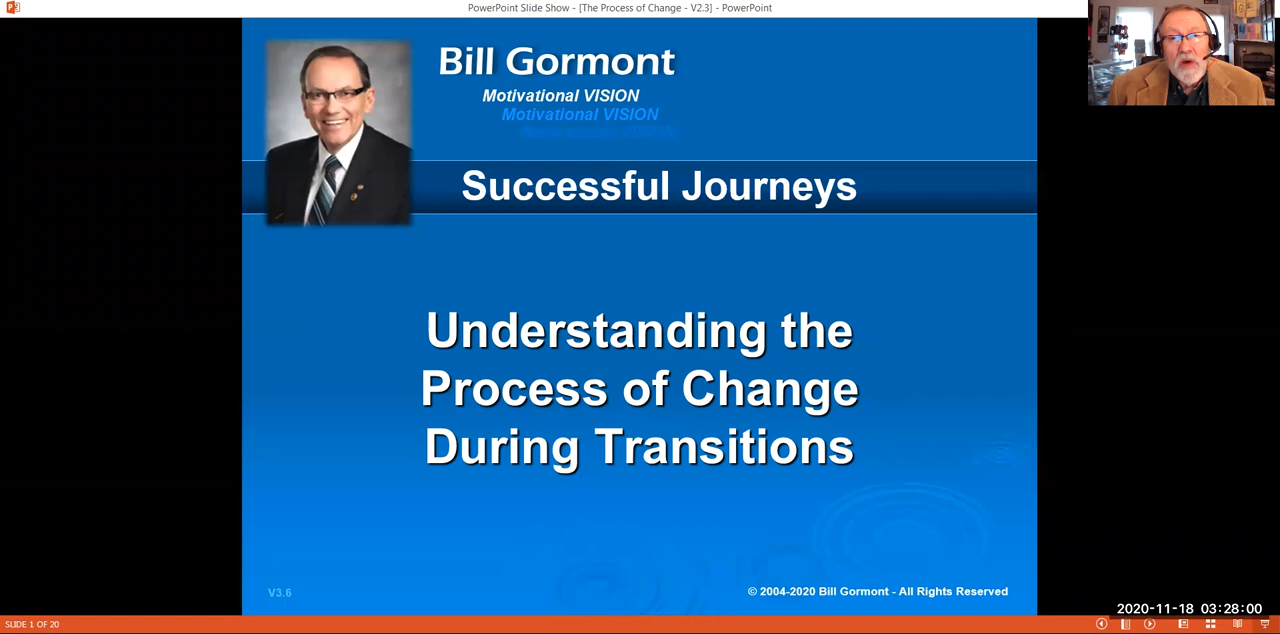 PowerPoint Slide Show - [The Process of Change - V2.3] - PowerPoint
Bill Gormont
Motivational VISION
Motivational VISION
Motivational VISION
Successful Journeys
Understanding the
Process of Change
During Transitions
V3.6
© 2004-2020 Bill Gormont - All Rights Reserved
2020-11-18 03:28:00
SLIDE 1 OF 20